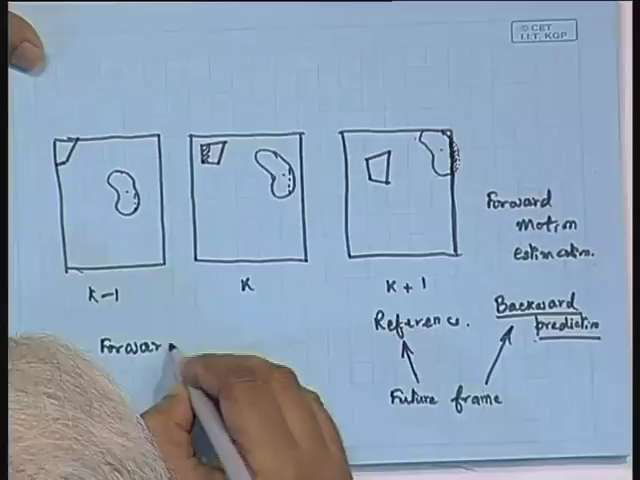 © CET
I.I.T. KGP
K-1
K
K+1
Forward
motion
estimation.
Reference.
Backward
prediction
Future frame
Forwar